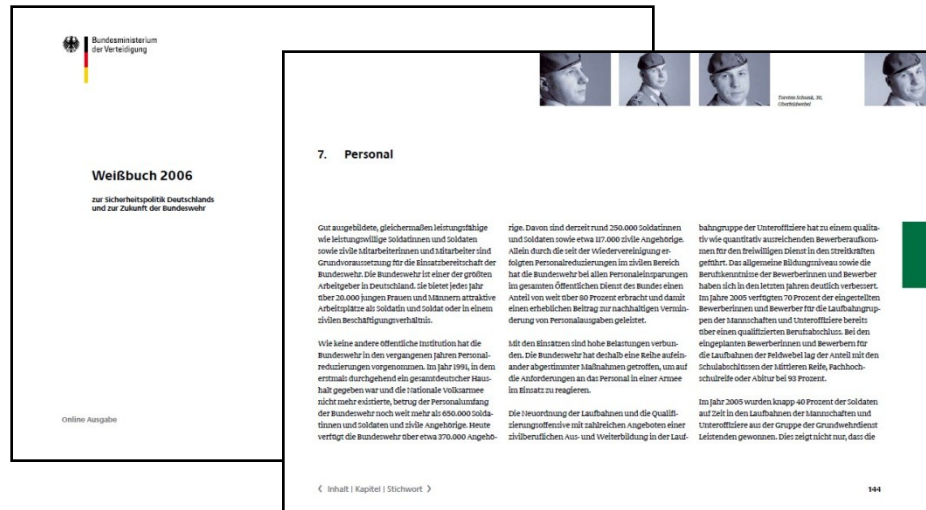 Bundesministerium
der Verteidigung
Weißbuch 2006
zur Sicherheitspolitik Deutschlands
und zur Zukunft der Bundeswehr
Online Ausgabe
Torsten Schwnk, 30,
Oberfeldwebel
7. Personal
Gut ausgebildete, gleichermaßen leistungsfähige
wie leistungswillige Soldatinnen und Soldaten
sowie zivile Mitarbeiterinnen und Mitarbeiter sind
Grundvoraussetzung für die Einsatzbereitschaft der
Bundeswehr. Die Bundeswehr ist einer der größten
Arbeitgeber in Deutschland. Sie bietet jedes Jahr
über 20.000 jungen Frauen und Männern attraktive
Arbeitsplätze als Soldatin und Soldat oder in einem
zivilen Beschäftigungsverhältnis.
Wie keine andere öffentliche Institution hat die
Bundeswehr in den vergangenen Jahren Personal-
reduzierungen vorgenommen. Im Jahr 1991, in dem
erstmals durchgehend ein gesamtdeutscher Haus-
halt gegeben war und die Nationale Volksarmee
nicht mehr existierte, betrug der Personalumfang
der Bundeswehr noch weit mehr als 650.000 Solda-
tinnen und Soldaten und zivile Angehörige. Heute
verfügt die Bundeswehr über etwa 370.000 Angehö-
rige. Davon sind derzeit rund 250.000 Soldatinnen
und Soldaten sowie etwa 117.000 zivile Angehörige.
Allein durch die seit der Wiedervereinigung er-
folgten Personalreduzierungen im zivilen Bereich
hat die Bundeswehr bei allen Personaleinsparungen
im gesamten Öffentlichen Dienst des Bundes einen
Anteil von weit über 80 Prozent erbracht und damit
einen erheblichen Beitrag zur nachhaltigen Vermin-
derung von Personalausgaben geleistet.
Mit den Einsätzen sind hohe Belastungen verbun-
den. Die Bundeswehr hat deshalb eine Reihe aufein-
ander abgestimmter Maßnahmen getroffen, um auf
die Anforderungen an das Personal in einer Armee
im Einsatz zu reagieren.
Die Neuordnung der Laufbahnen und die Qualifi-
zierungsoffensive mit zahlreichen Angeboten einer
zivilberuflichen Aus- und Weiterbildung in der Lauf-
bahngruppe der Unteroffiziere hat zu einem qualita-
tiv wie quantitativ ausreichenden Bewerberaufkom-
men für den freiwilligen Dienst in den Streitkräften
geführt. Das allgemeine Bildungsniveau sowie die
Berufskenntnisse der Bewerberinnen und Bewerber
haben sich in den letzten Jahren deutlich verbessert.
Im Jahre 2005 verfügten 70 Prozent der eingestellten
Bewerberinnen und Bewerber für die Laufbahngrup-
pen der Mannschaften und Unteroffiziere bereits
über einen qualifizierten Berufsabschluss. Bei den
eingeplanten Bewerberinnen und Bewerbern für
die Laufbahnen der Feldwebel lag der Anteil mit den
Schulabschlüssen der Mittleren Reife, Fachhoch-
schulreife oder Abitur bei 93 Prozent.
Im Jahr 2005 wurden knapp 40 Prozent der Soldaten
auf Zeit in den Laufbahnen der Mannschaften und
Unteroffiziere aus der Gruppe der Grundwehrdienst
Leistenden gewonnen. Dies zeigt nicht nur, dass die
< Inhalt | Kapitel | Stichwort >
144